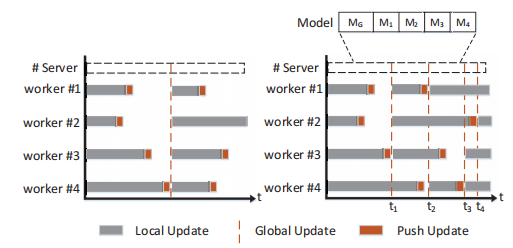 Model M_G M_1 M_2 M_3 M_4
# Server
worker #1
worker #2
worker #3
worker #4
t
# Server
worker #1
worker #2
worker #3
worker #4
t_1 t_2 t_3 t_4
t
Local Update Global Update Push Update